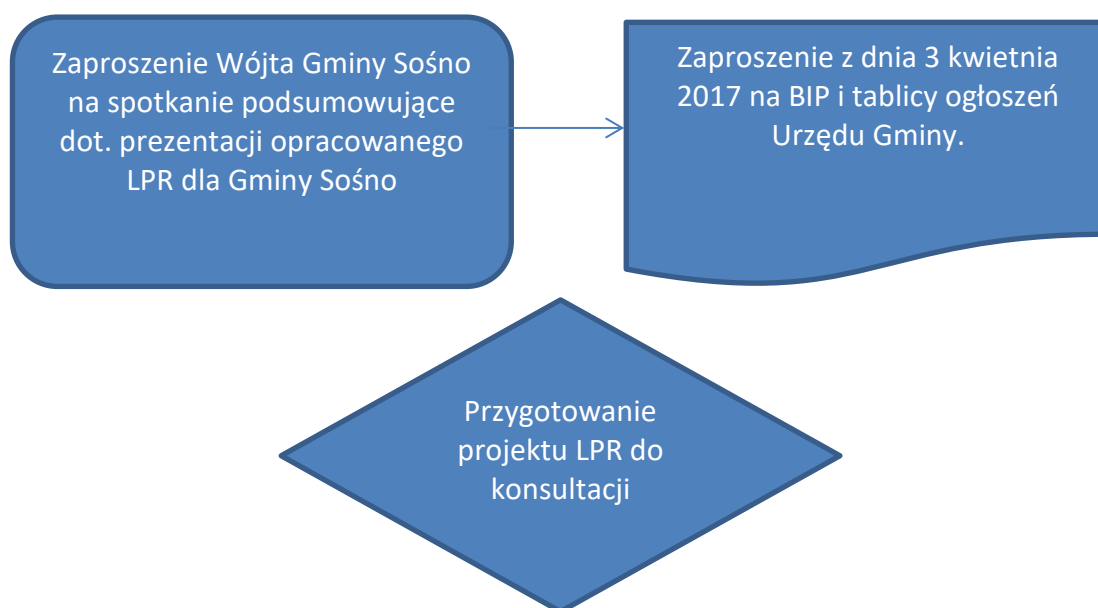 Zaproszenie Wójta Gminy Sośno
na spotkanie podsumowujące
dot. prezentacji opracowanego
LPR dla Gminy Sośno
Zaproszenie z dnia 3 kwietnia
2017 na BIP i tablicy ogłoszeń
Urzędu Gminy.
Przygotowanie
projektu LPR do
konsultacji